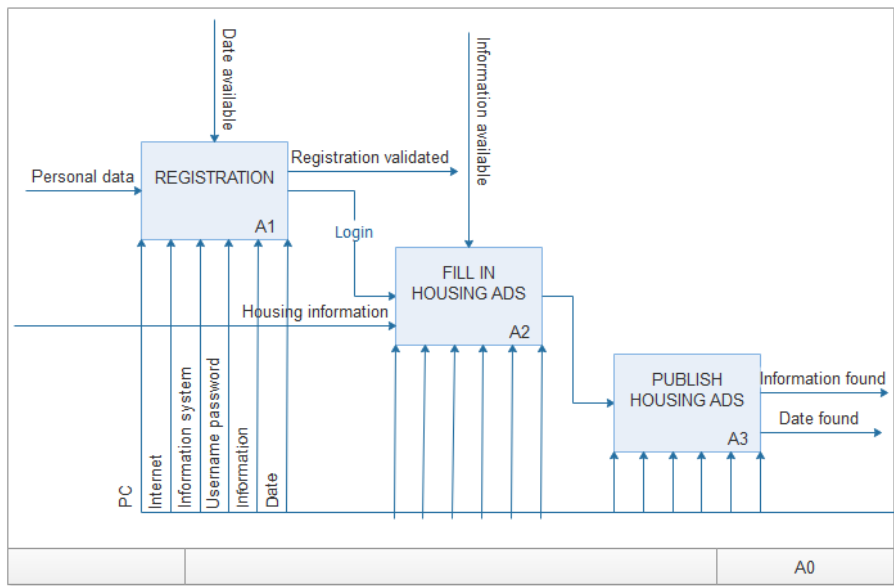 Date available
Information available
Personal data
REGISTRATION
A1
Registration validated
Login
FILL IN
HOUSING ADS
A2
Housing information
PUBLISH
HOUSING ADS
A3
Information found
Date found
PC
Internet
Information system
Username password
Information
Date
A0